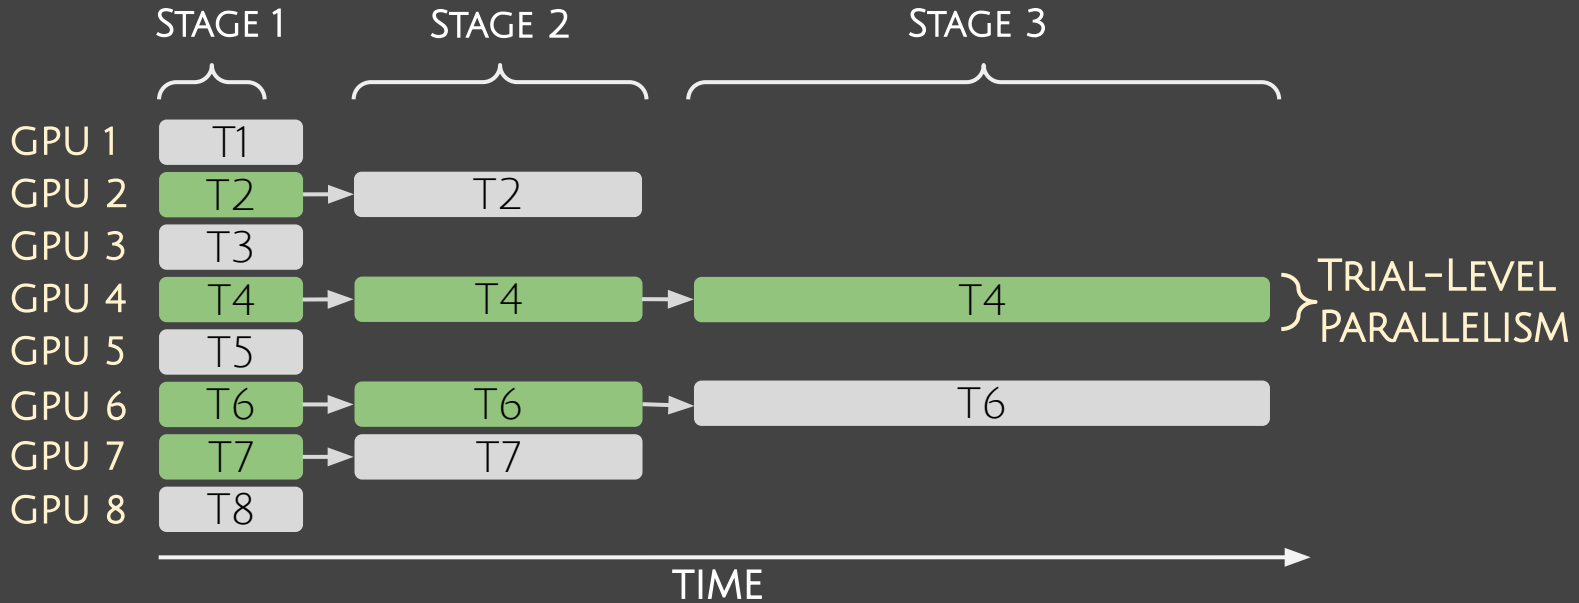 STAGE 1 STAGE 2 STAGE 3
GPU 1 T1
GPU 2 T2 T2
GPU 3 T3
GPU 4 T4 T4 T4
TRIAL-LEVEL
PARALLELISM
GPU 5 T5
GPU 6 T6 T6 T6
GPU 7 T7 T7
GPU 8 T8
TIME